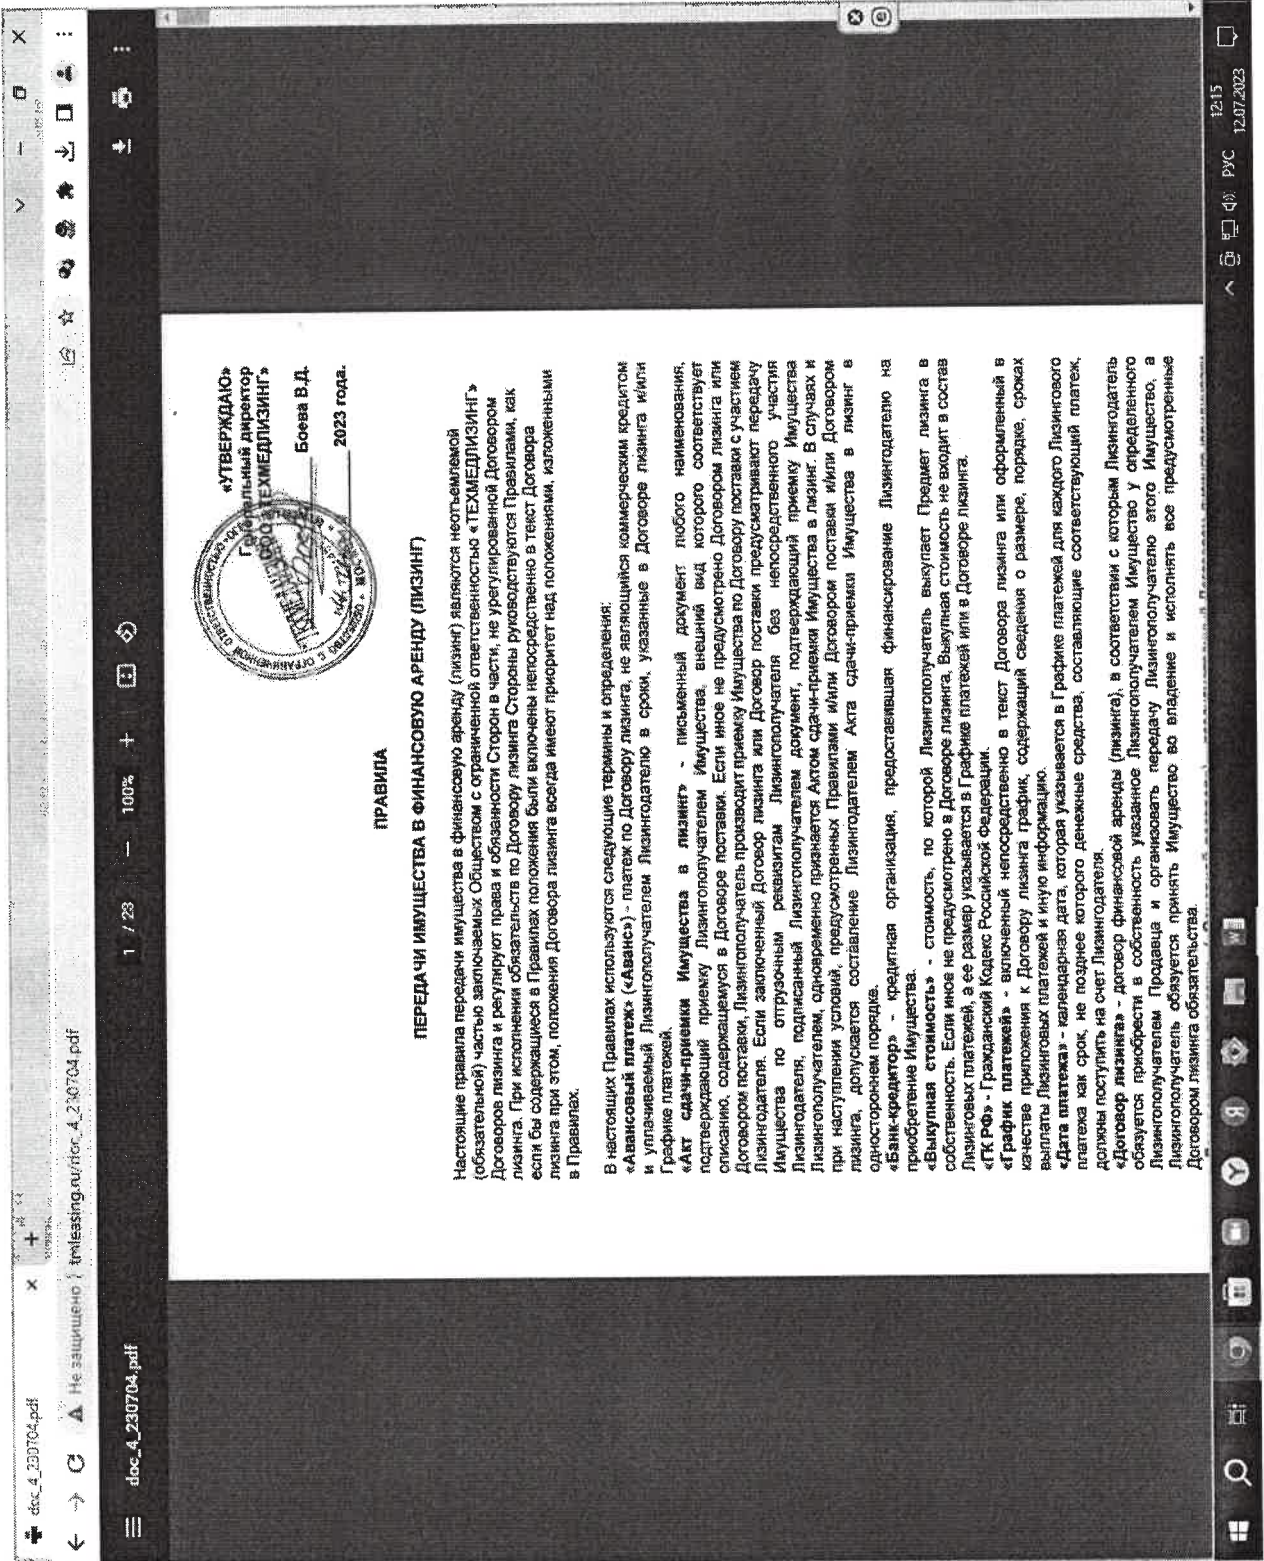 doc_4_230704.pdf
Не защищено | tmleasing.ru/doc_4_230704.pdf
doc_4_230704.pdf
1 / 23
100%
«УТВЕРЖДАЮ»
Генеральный директор
ООО «ТЕХМЕДЛИЗИНГ»
Боева В.Д.
2023 года.
ПРАВИЛА
ПЕРЕДАЧИ ИМУЩЕСТВА В ФИНАНСОВУЮ АРЕНДУ (ЛИЗИНГ)
Настоящие правила передачи имущества в финансовую аренду (лизинг) являются неотъемлемой
(обязательной) частью заключаемых Обществом с ограниченной ответственностью «ТЕХМЕДЛИЗИНГ»
Договоров лизинга и регулируют права и обязанности Сторон в части, не урегулированной Договором
лизинга. При исполнении обязательств по Договору лизинга Стороны руководствуются Правилами, как
если бы содержащиеся в Правилах положения были включены непосредственно в текст Договора
лизинга при этом, положения Договора лизинга всегда имеют приоритет над положениями, изложенными
в Правилах.
В настоящих Правилах используются следующие термины и определения:
«Авансовый платеж» («Аванс») - платеж по Договору лизинга, не являющийся коммерческим кредитом
и уплачиваемый Лизингополучателем Лизингодателю в сроки, указанные в Договоре лизинга и/или
Графике платежей.
«Акт сдачи-приемки Имущества в лизинг» - письменный документ любого наименования,
подтверждающий приемку Лизингополучателем Имущества, внешний вид которого соответствует
описанию, содержащемуся в Договоре поставки. Если иное не предусмотрено Договором лизинга или
Договором поставки, Лизингополучатель производит приемку Имущества по Договору поставки с участием
Лизингодателя. Если заключенный Договор лизинга или Договор поставки предусматривают передачу
Имущества по отгрузочным реквизитам Лизингополучателя без непосредственного участия
Лизингодателя, подписанный Лизингополучателем документ, подтверждающий приемку Имущества
Лизингополучателем, одновременно признается Актом сдачи-приемки Имущества в лизинг. В случаях и
при наступлении условий, предусмотренных Правилами и/или Договором поставки и/или Договором
лизинга, допускается составление Лизингодателем Акта сдачи-приемки Имущества в лизинг в
одностороннем порядке.
«Банк-кредитор» - кредитная организация, предоставившая финансирование Лизингодателю на
приобретение Имущества.
«Выкупная стоимость» - стоимость, по которой Лизингополучатель выкупает Предмет лизинга в
собственность. Если иное не предусмотрено в Договоре лизинга, Выкупная стоимость не входит в состав
Лизинговых платежей, а ее размер указывается в Графике платежей или в Договоре лизинга.
«ГК РФ» - Гражданский Кодекс Российской Федерации.
«График платежей» - включенный непосредственно в текст Договора лизинга или оформленный в
качестве приложения к Договору лизинга график, содержащий сведения о размере, порядке, сроках
выплаты Лизинговых платежей и иную информацию.
«Дата платежа» - календарная дата, которая указывается в Графике платежей для каждого Лизингового
платежа как срок, не позднее которого денежные средства, составляющие соответствующий платеж,
должны поступить на счет Лизингодателя.
«Договор лизинга» - договор финансовой аренды (лизинга), в соответствии с которым Лизингодатель
обязуется приобрести в собственность указанное Лизингополучателем Имущество у определенного
Лизингополучателем Продавца и организовать передачу Лизингополучателю этого Имущество, а
Лизингополучатель обязуется принять Имущество во владение и исполнять все предусмотренные
Договором лизинга обязательства.
РУС
12:15
12.07.2023